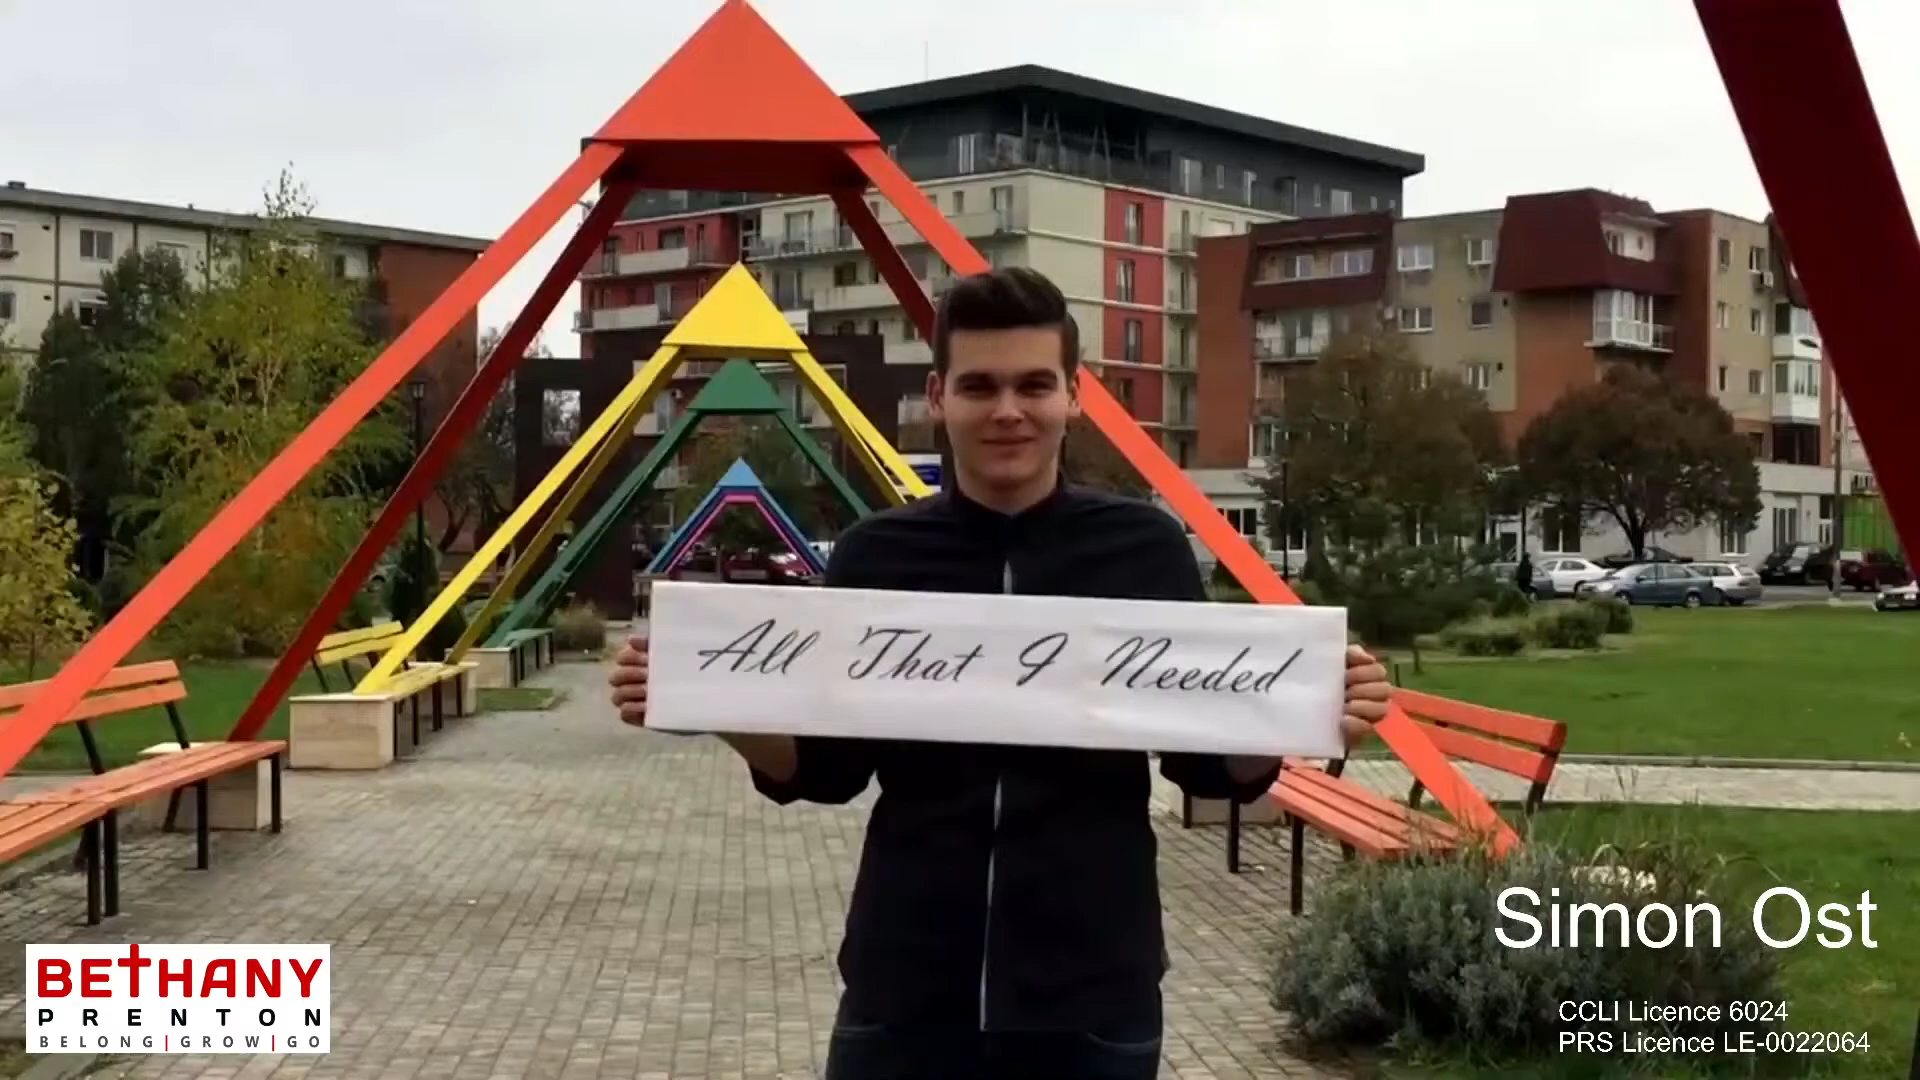 All That I Needed
Simon Ost
BETHANY
PRENTON
BELONG|GROW|GO
CCLI Licence 6024
PRS Licence LE-0022064